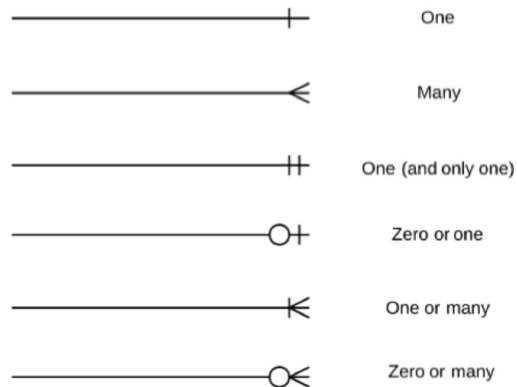 One
Many
One (and only one)
Zero or one
One or many
Zero or many